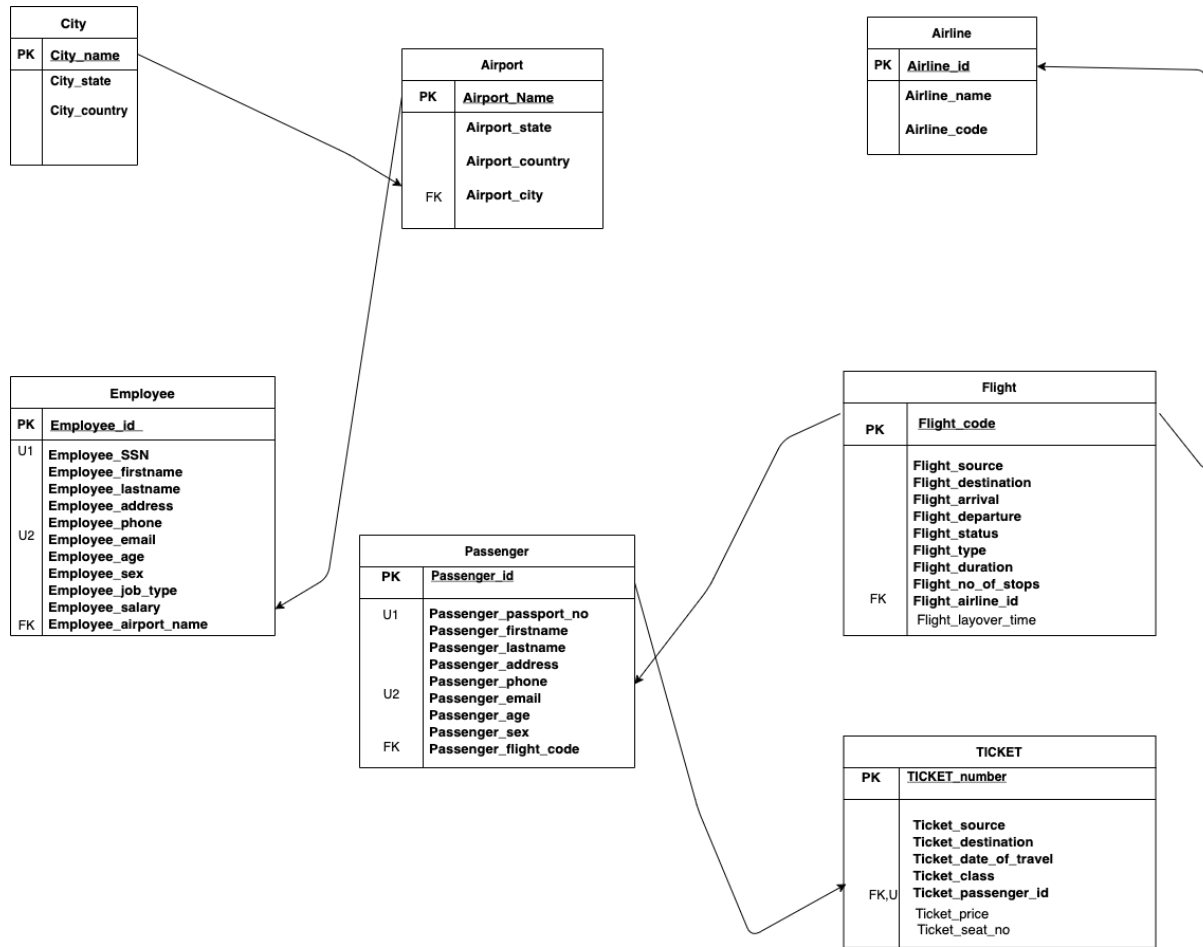 City
PK City_name
City_state
City_country
Airport
PK Airport_Name
Airport_state
Airport_country
FK Airport_city
Airline
PK Airline_id
Airline_name
Airline_code
Employee
PK Employee_id
U1 Employee_SSN
Employee_firstname
Employee_lastname
Employee_address
Employee_phone
U2 Employee_email
Employee_age
Employee_sex
Employee_job_type
Employee_salary
FK Employee_airport_name
Passenger
PK Passenger_id
U1 Passenger_passport_no
Passenger_firstname
Passenger_lastname
Passenger_address
Passenger_phone
U2 Passenger_email
Passenger_age
Passenger_sex
FK Passenger_flight_code
Flight
PK Flight_code
Flight_source
Flight_destination
Flight_arrival
Flight_departure
Flight_status
Flight_type
Flight_duration
Flight_no_of_stops
FK Flight_airline_id
Flight_layover_time
TICKET
PK TICKET_number
Ticket_source
Ticket_destination
Ticket_date_of_travel
Ticket_class
FK,U Ticket_passenger_id
Ticket_price
Ticket_seat_no